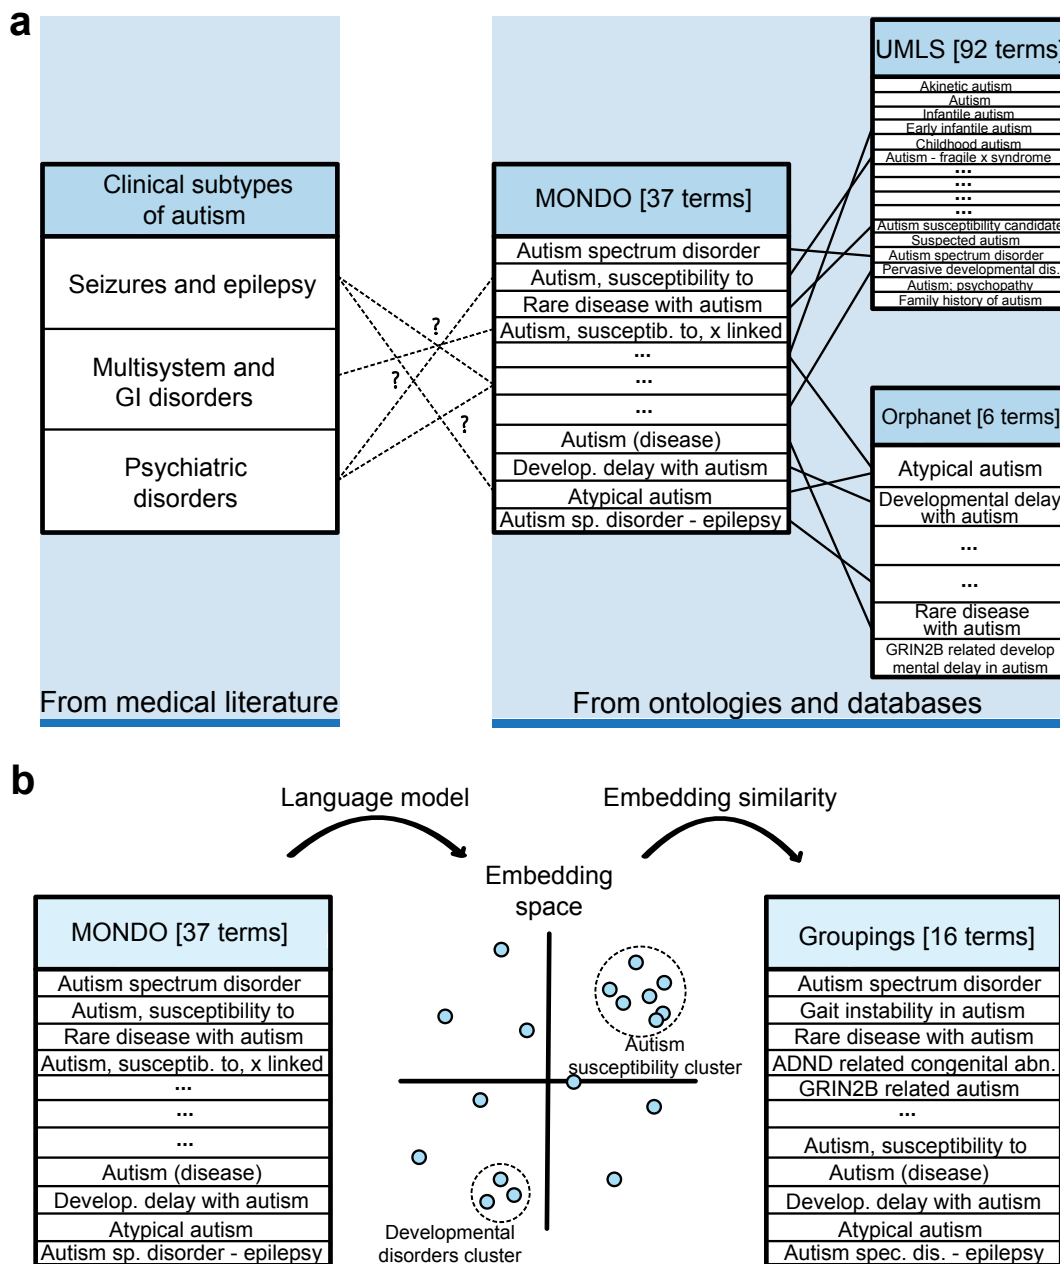 a
Clinical subtypes
of autism
Seizures and epilepsy
Multisystem and
GI disorders
Psychiatric
disorders
From medical literature
?
?
?
MONDO [37 terms]
Autism spectrum disorder
Autism, susceptibility to
Rare disease with autism
Autism, susceptib. to, x linked
...
...
...
Autism (disease)
Develop. delay with autism
Atypical autism
Autism sp. disorder - epilepsy
UMLS [92 terms]
Akinetic autism
Autism
Infantile autism
Early infantile autism
Childhood autism
Autism - fragile x syndrome
...
...
...
...
Autism susceptibility candidate
Suspected autism
Autism spectrum disorder
Pervasive developmental dis.
Autism; psychopathy
Family history of autism
Orphanet [6 terms]
Atypical autism
Developmental delay
with autism
...
...
Rare disease
with autism
GRIN2B related develop
mental delay in autism
From ontologies and databases
b
Language model
Embedding similarity
MONDO [37 terms]
Autism spectrum disorder
Autism, susceptibility to
Rare disease with autism
Autism, susceptib. to, x linked
...
...
...
Autism (disease)
Develop. delay with autism
Atypical autism
Autism sp. disorder - epilepsy
Embedding
space
Autism
susceptibility cluster
Developmental
disorders cluster
Groupings [16 terms]
Autism spectrum disorder
Gait instability in autism
Rare disease with autism
ADND related congenital abn.
GRIN2B related autism
...
Autism, susceptibility to
Autism (disease)
Develop. delay with autism
Atypical autism
Autism spec. dis. - epilepsy